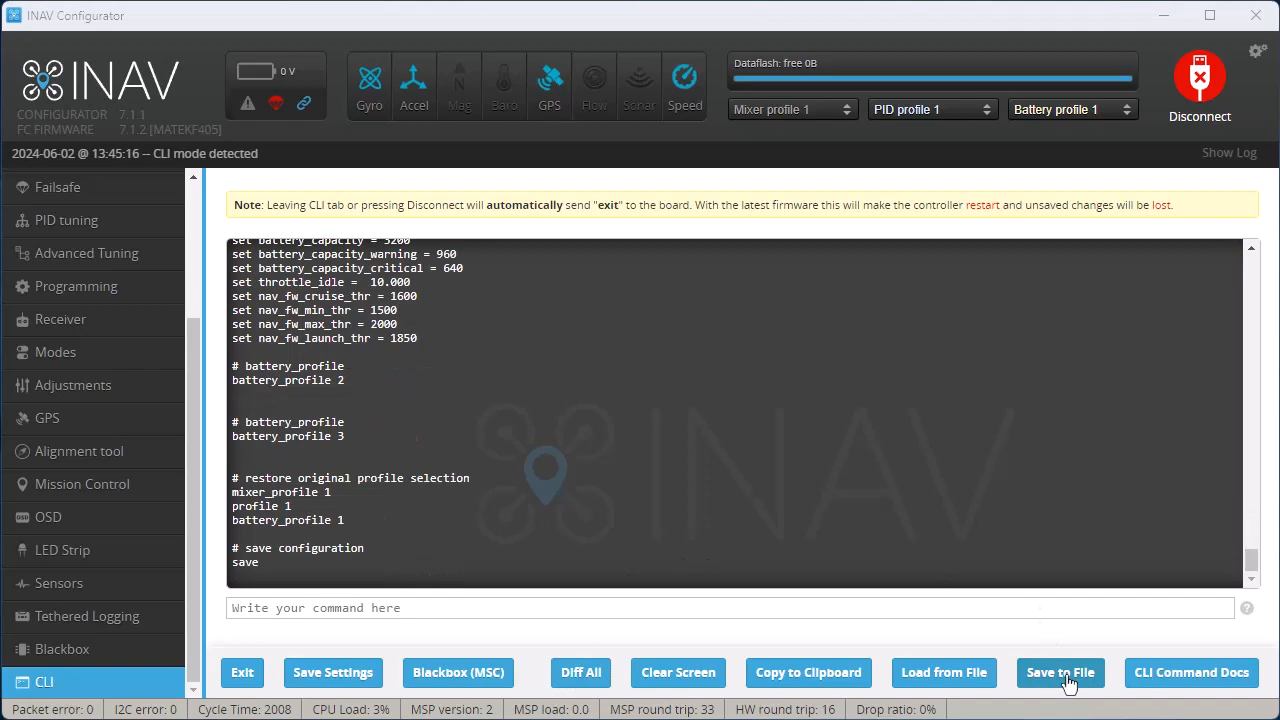 INAV Configurator
INAV
CONFIGURATOR 7.1.1
FC FIRMWARE 7.1.2 [MATEKF405]
0 V
Gyro
Accel
Mag
Baro
GPS
Flow
Sonar
Speed
Dataflash: free 0B
Mixer profile 1
PID profile 1
Battery profile 1
Disconnect
2024-06-02 @ 13:45:16 -- CLI mode detected
Show Log
Failsafe
PID tuning
Advanced Tuning
Programming
Receiver
Modes
Adjustments
GPS
Alignment tool
Mission Control
OSD
OSD
LED Strip
Sensors
Tethered Logging
Blackbox
CLI
Note: Leaving CLI tab or pressing Disconnect will automatically send "exit" to the board. With the latest firmware this will make the controller restart and unsaved changes will be lost.
set battery_capacity = 3200
set battery_capacity_warning = 960
set battery_capacity_critical = 640
set throttle_idle =  10.000
set nav_fw_cruise_thr = 1600
set nav_fw_min_thr = 1500
set nav_fw_max_thr = 2000
set nav_fw_launch_thr = 1850
# battery_profile
battery_profile 2
# battery_profile
battery_profile 3
# restore original profile selection
mixer_profile 1
profile 1
battery_profile 1
# save configuration
save
INAV
Write your command here
?
Exit
Save Settings
Blackbox (MSC)
Diff All
Clear Screen
Copy to Clipboard
Load from File
Save to File
CLI Command Docs
Packet error: 0
I2C error: 0
Cycle Time: 2008
CPU Load: 3%
MSP version: 2
MSP load: 0.0
MSP round trip: 33
HW round trip: 16
Drop ratio: 0%